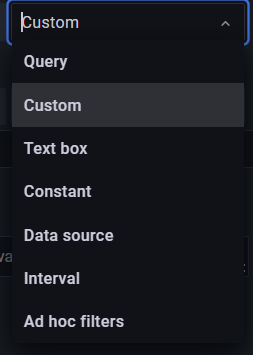 Custom
Query
Custom
Text box
Constant
Data source
Interval
Ad hoc filters